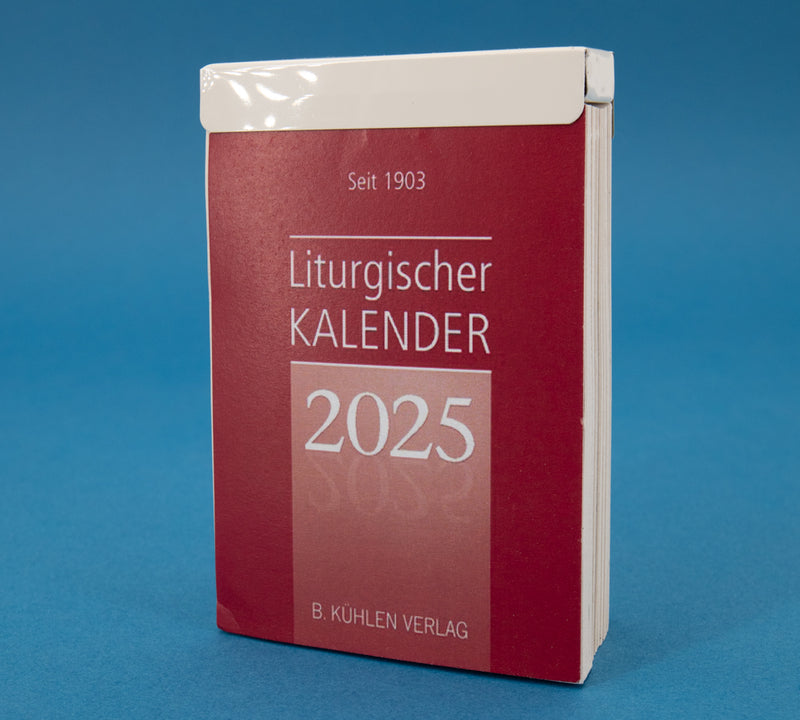 Seit 1903
Liturgischer
KALENDER
2025
B. KÜHLEN VERLAG